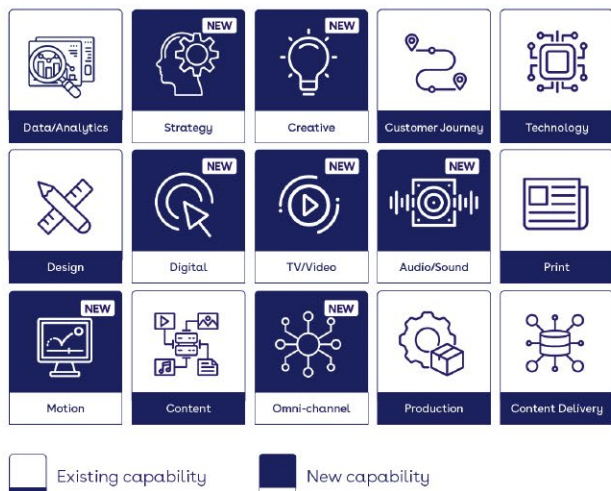 NEW NEW
Data/Analytics Strategy Creative Customer Journey Technology
NEW NEW NEW
Design Digital TV/Video Audio/Sound Print
NEW NEW
Motion Content Omni-channel Production Content Delivery
Existing capability New capability